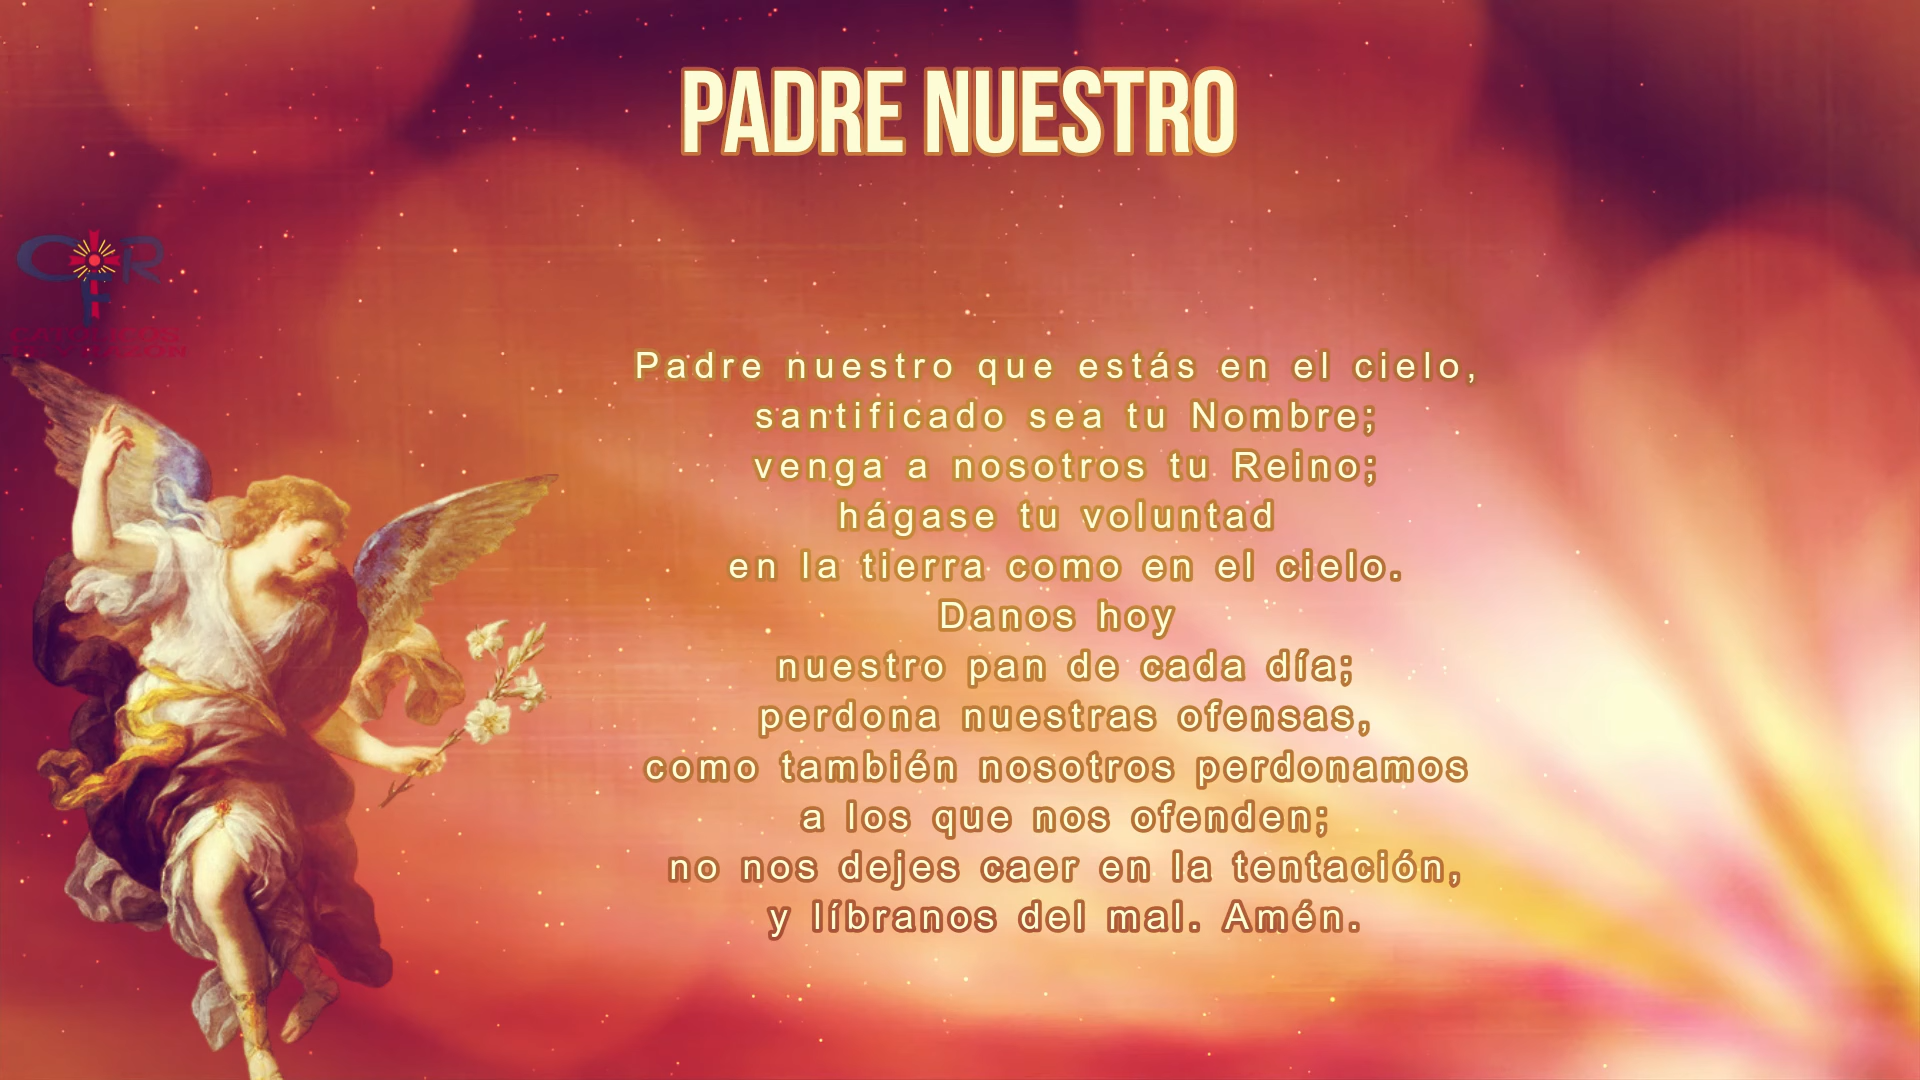 PADRE NUESTRO
Padre nuestro que estás en el cielo,
santificado sea tu Nombre;
venga a nosotros tu Reino;
hágase tu voluntad
en la tierra como en el cielo.
Danos hoy
nuestro pan de cada día;
perdona nuestras ofensas,
como también nosotros perdonamos
a los que nos ofenden;
no nos dejes caer en la tentación,
y líbranos del mal. Amén.